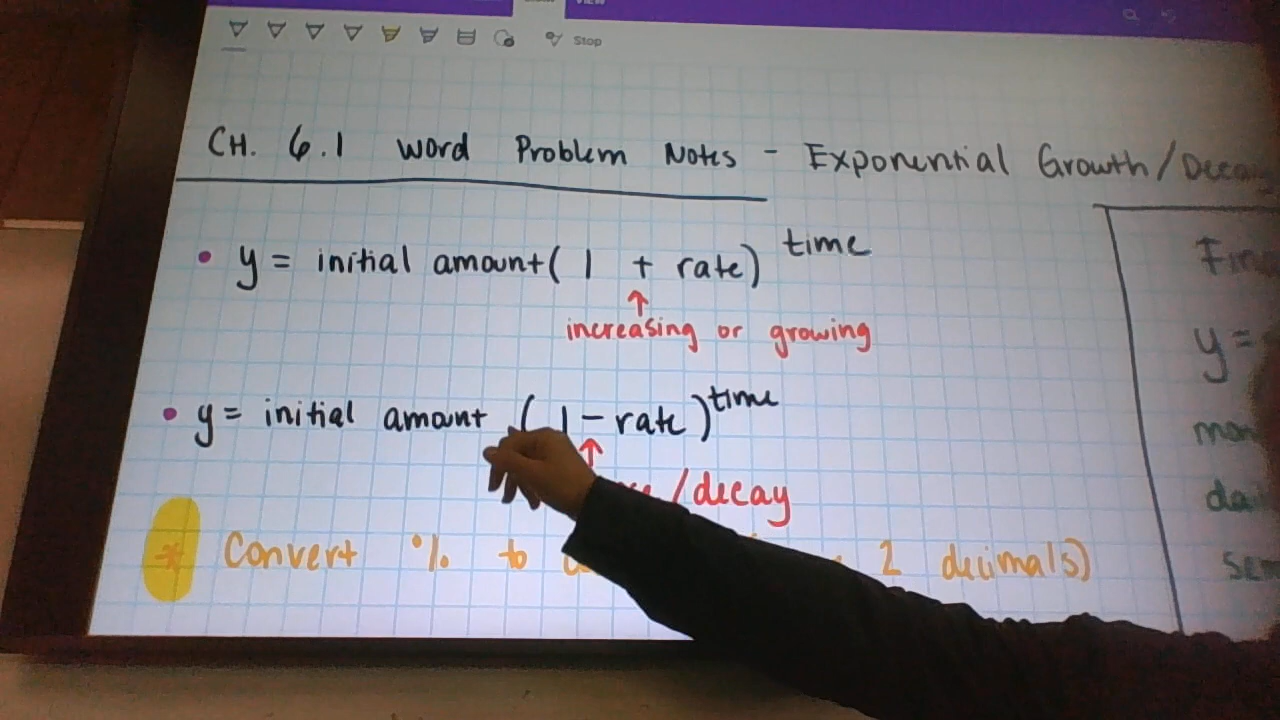 Stop
CH. 6.1 Word Problem Notes - Exponential Growth/Decay
• y = initial amount( 1 + rate) time
↑
increasing or growing
• y = initial amount ( 1 - rate) time
↑
/decay
* Convert % to 2 decimals)
y =